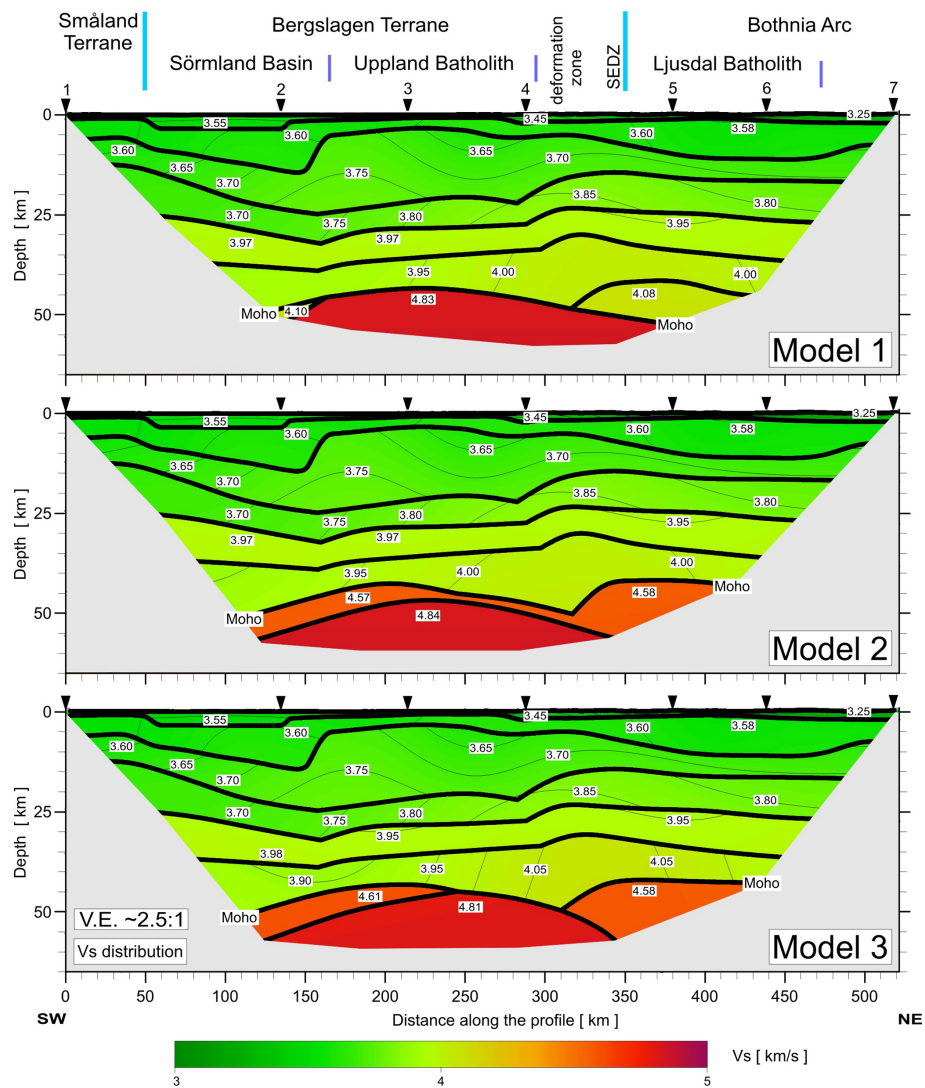 Småland
Terrane
Bergslagen Terrane
Bothnia Arc
deformation
zone
SEDZ
Sörmland Basin
Uppland Batholith
Ljusdal Batholith
1 2 3 4 5 6 7
0
25
50
Depth [ km]
3.55 3.45 3.58 3.25
3.60 3.60 3.60
3.65 3.65 3.70
3.70 3.75 3.85 3.80
3.70 3.75 3.80 3.95
3.97 3.97
3.95 4.00 4.00
4.10 4.83 4.08
Moho Moho
Model 1
0
25
50
Depth [ km]
3.55 3.45 3.58 3.25
3.60 3.60
3.65 3.65 3.70
3.70 3.75 3.85 3.80
3.70 3.75 3.80 3.95
3.97 3.97
3.95 4.00 4.00
4.57 4.58
4.84
Moho Moho
Model 2
0
25
50
Depth [ km]
3.55 3.45 3.58 3.25
3.60 3.60 3.60
3.65 3.65 3.70
3.70 3.75 3.85 3.80
3.70 3.75 3.80 3.95
3.98 3.95
3.90 3.95 4.05 4.05
4.61 4.81 4.58
Moho Moho
V.E. ~2.5:1
Vs distribution
Model 3
0 50 100 150 200 250 300 350 400 450 500
SW
Distance along the profile [ km ]
NE
Vs [ km/s ]
3 4 5